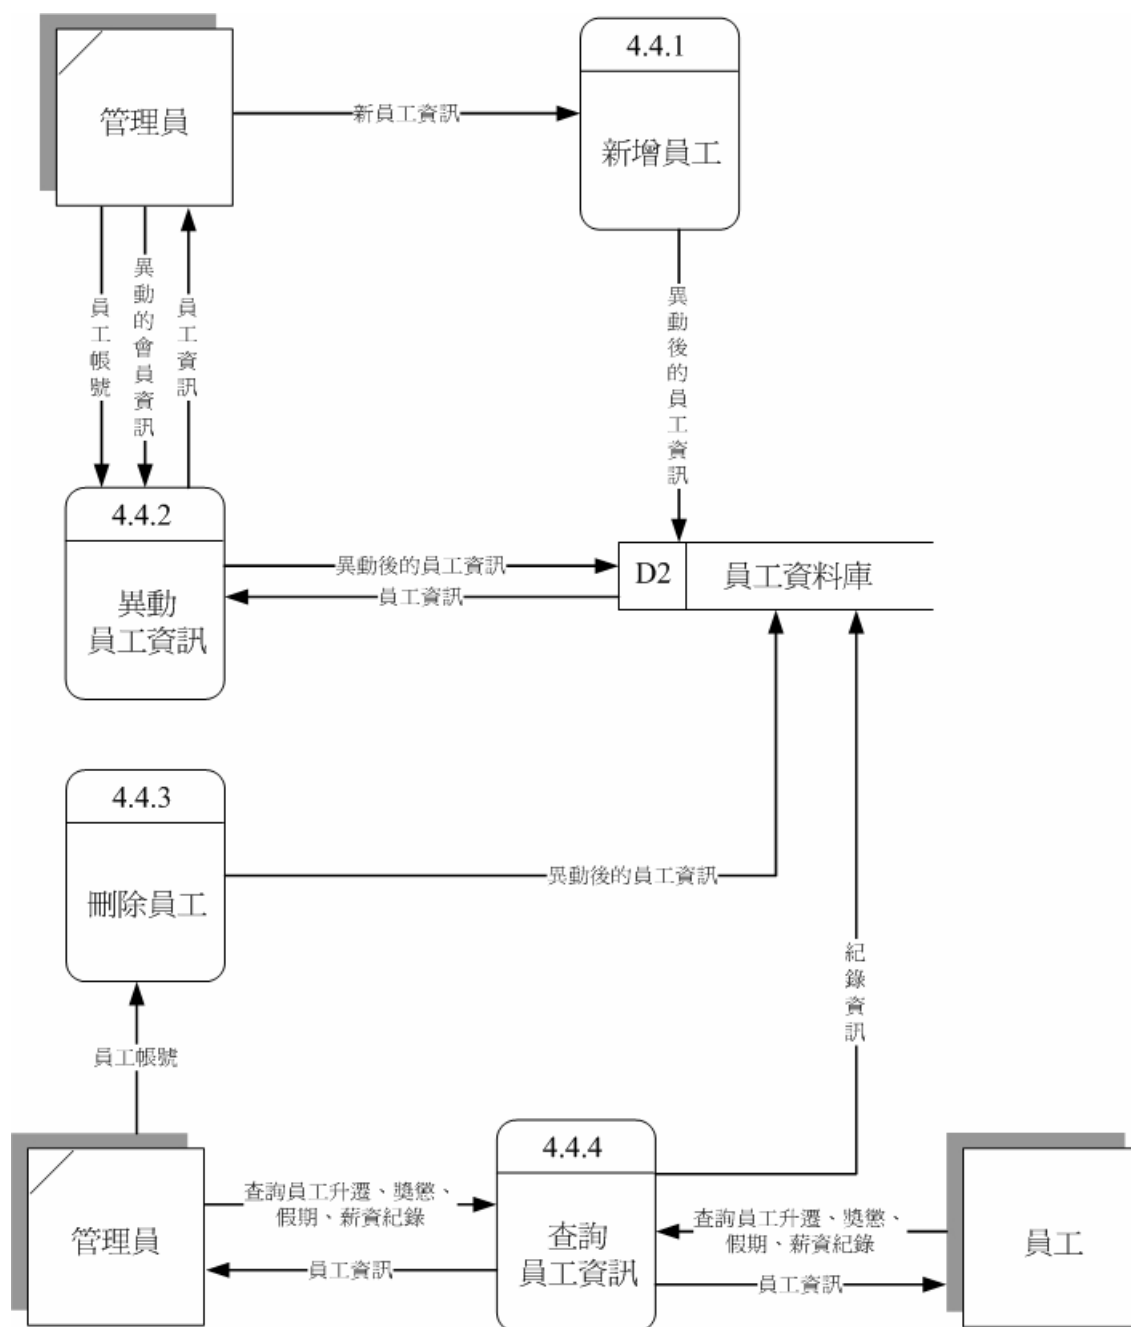 管理員
新員工資訊
4.4.1
新增員工
員工帳號
異動的會員資訊
員工資訊
異動後的員工資訊
4.4.2
異動
員工資訊
異動後的員工資訊
員工資訊
D2
員工資料庫
4.4.3
刪除員工
異動後的員工資訊
紀錄資訊
員工帳號
管理員
查詢員工升遷、獎懲、
假期、薪資紀錄
員工資訊
4.4.4
查詢
員工資訊
查詢員工升遷、獎懲、
假期、薪資紀錄
員工資訊
員工